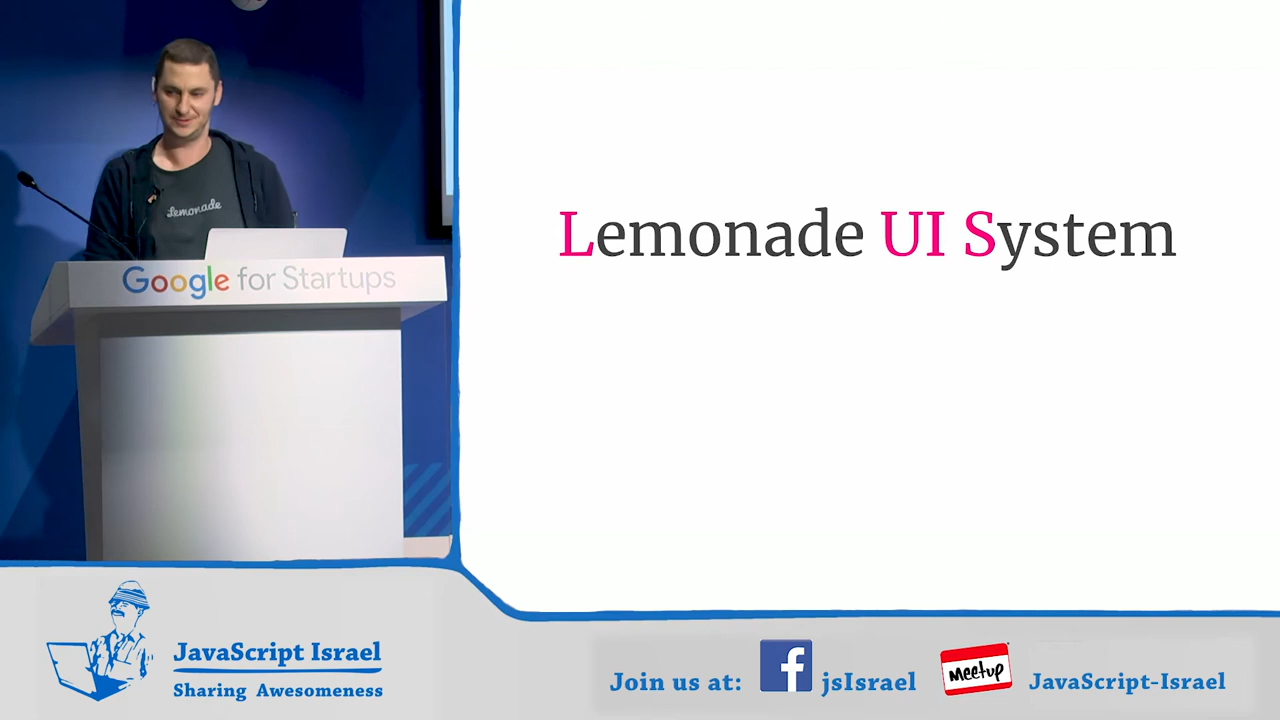 Lemonade
Google for Startups
Lemonade UI System
JavaScript Israel
Sharing Awesomeness
Join us at:
f
jsIsrael
Meetup
JavaScript-Israel